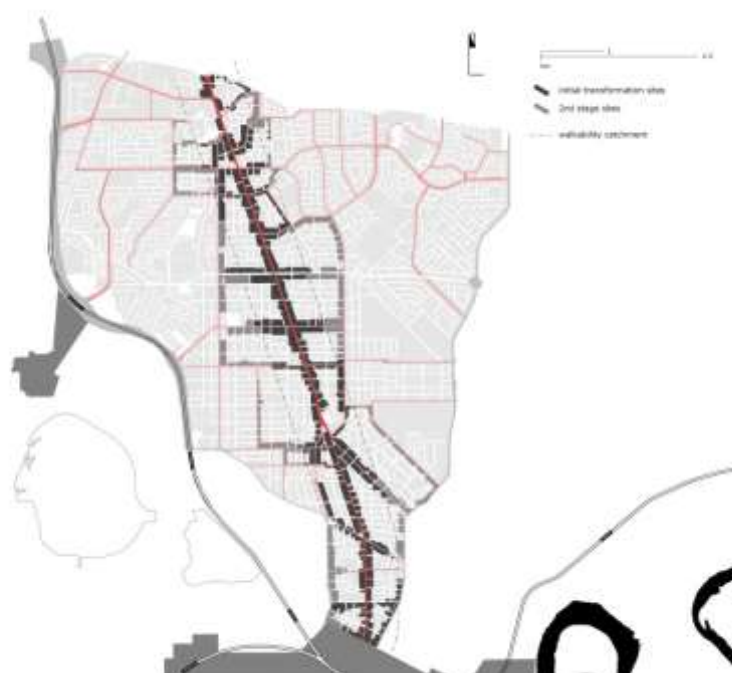 initial transformation sites
2nd stage sites
walkability catchment